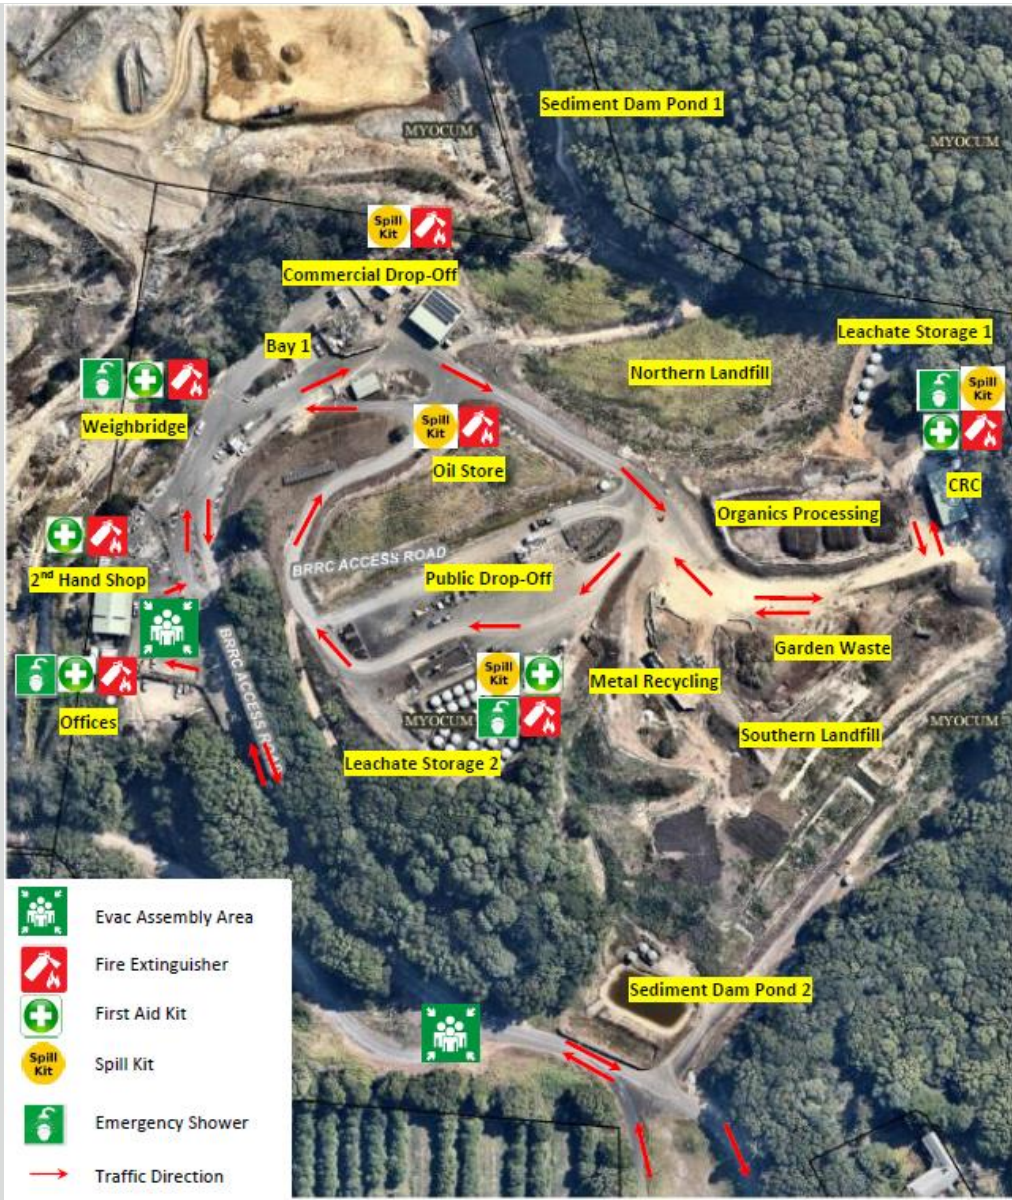 Sediment Dam Pond 1
MYOCUM
MYOCUM
Spill
Kit
Commercial Drop-Off
Bay 1
Leachate Storage 1
Northern Landfill
Spill
Kit
Weighbridge
Spill
Kit
Oil Store
CRC
Organics Processing
2nd Hand Shop
BRRC ACCESS ROAD
Public Drop-Off
Garden Waste
BRRC ACCESS ROAD
Spill
Kit
Metal Recycling
Offices
MYOCUM
MYOCUM
Southern Landfill
Leachate Storage 2
Evac Assembly Area
Fire Extinguisher
Sediment Dam Pond 2
First Aid Kit
Spill
Kit
Spill Kit
Emergency Shower
Traffic Direction